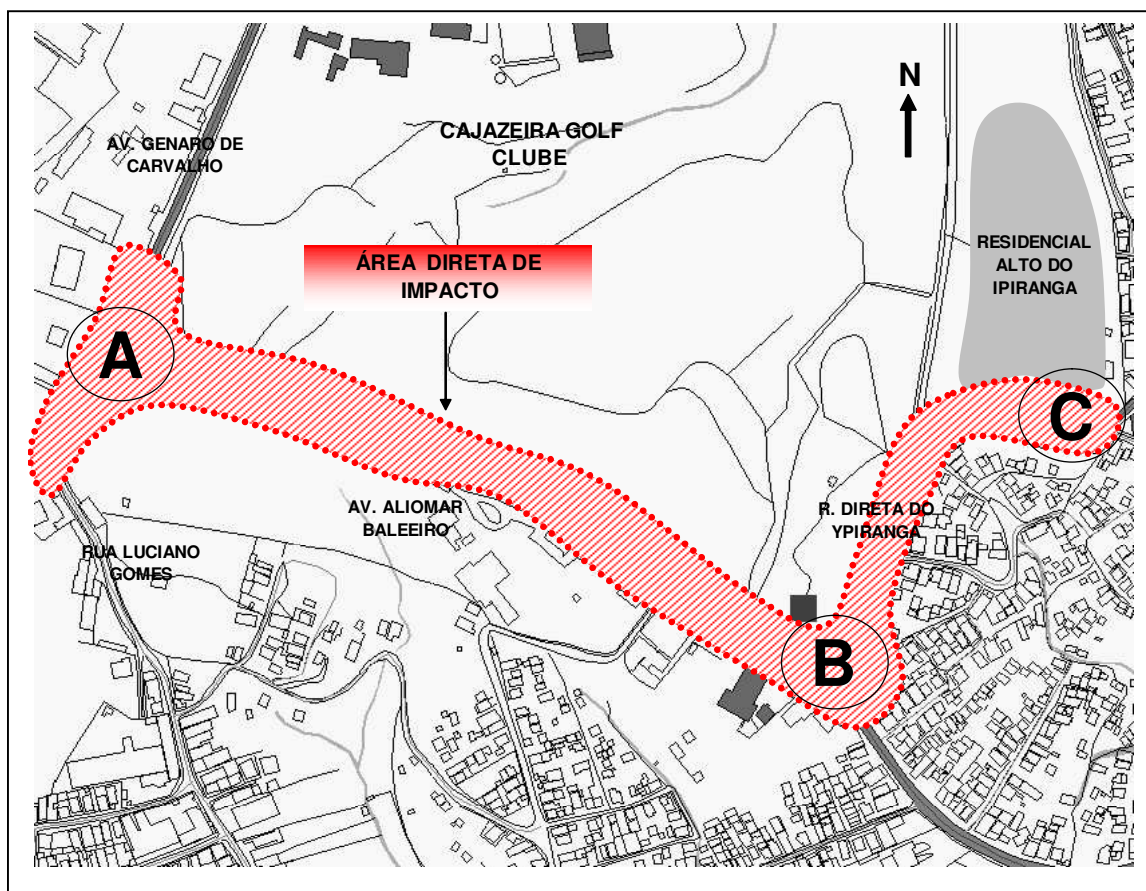 N
CAJAZEIRA GOLF
CLUBE
AV. GENARO DE
CARVALHO
RESIDENCIAL
ALTO DO
IPIRANGA
ÁREA DIRETA DE
IMPACTO
A
C
AV. ALIOMAR
BALEEIRO
R. DIRETA DO
YPIRANGA
RUA LUCIANO
GOMES
B